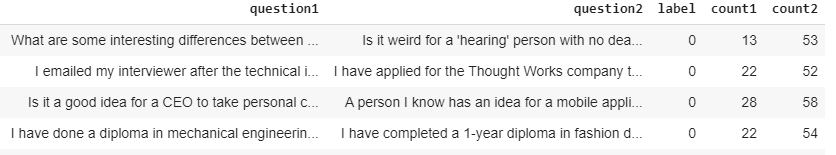 question1 question2 label count1 count2
What are some interesting differences between ... Is it weird for a 'hearing' person with no dea... 0 13 53
I emailed my interviewer after the technical i... I have applied for the Thought Works company t... 0 22 52
Is it a good idea for a CEO to take personal c... A person I know has an idea for a mobile appli... 0 28 58
I have done a diploma in mechanical engineerin... I have completed a 1-year diploma in fashion d... 0 22 54